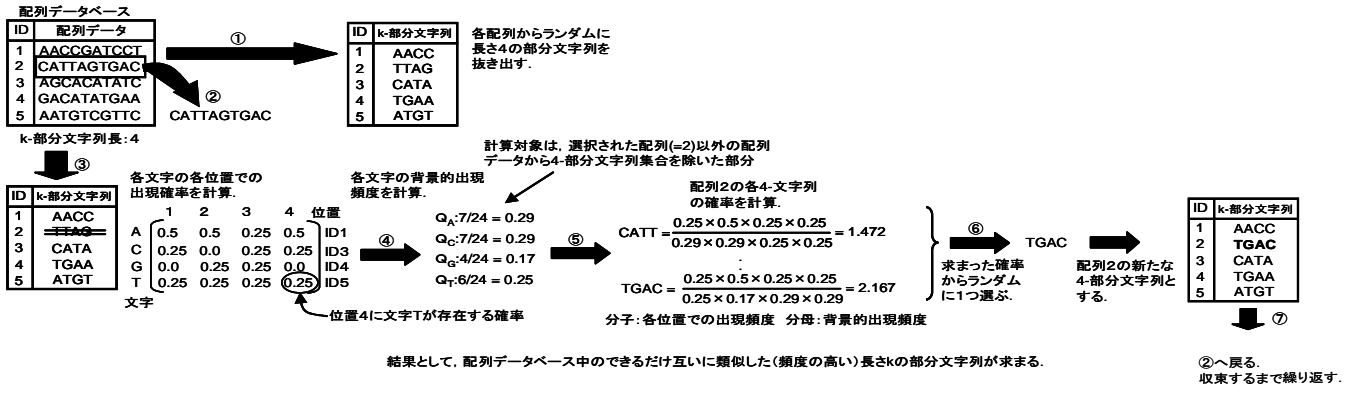 配列データベース
ID 配列データ
1 AACCGATCCT
2 CATTAGTGAC
3 AGCACATATC
4 GACATATGAA
5 AATGTCGTTC
k-部分文字列長：4
①
②
CATTAGTGAC
ID k-部分文字列
1 AACC
2 TTAG
3 CATA
4 TGAA
5 ATGT
各配列からランダムに
長さ4の部分文字列を
抜き出す．
③
ID k-部分文字列
1 AACC
2 TTAG
3 CATA
4 TGAA
5 ATGT
各文字の各位置での
出現確率を計算．
1 2 3 4 位置
A 0.5 0.5 0.25 0.5 ID1
C 0.25 0.0 0.25 0.25 ID3
G 0.0 0.25 0.25 0.0 ID4
T 0.25 0.25 0.25 0.25 ID5
文字
位置4に文字Tが存在する確率
④
計算対象は，選択された配列(=2)以外の配列
データから4-部分文字列集合を除いた部分
各文字の背景的出現
頻度を計算．
QA:7/24 = 0.29
QC:7/24 = 0.29
QG:4/24 = 0.17
QT:6/24 = 0.25
⑤
配列2の各4-文字列
の確率を計算．
CATT= 0.25×0.5×0.25×0.25 / 0.29×0.29×0.25×0.25 = 1.472
.
.
TGAC= 0.25×0.5×0.25×0.25 / 0.25×0.17×0.29×0.29 = 2.167
分子：各位置での出現頻度 分母：背景的出現頻度
⑥
求まった確率
からランダム
に1つ選ぶ．
TGAC
配列2の新たな
4-部分文字列と
する．
ID k-部分文字列
1 AACC
2 TGAC
3 CATA
4 TGAA
5 ATGT
⑦
②へ戻る．
収束するまで繰り返す．
結果として，配列データベース中のできるだけ互いに類似した（頻度の高い）長さkの部分文字列が求まる．